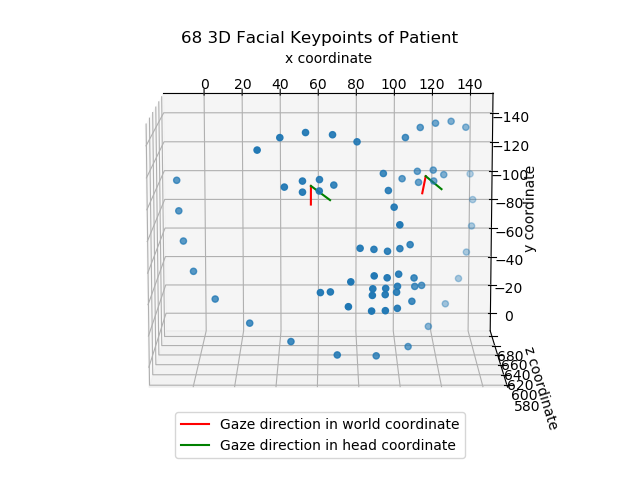 68 3D Facial Keypoints of Patient
x coordinate
0 20 40 60 80 100 120 140
−140
−120
−100
−80
−60
−40
−20
0
y coordinate
680
660
640
620
600
580
z coordinate
Gaze direction in world coordinate
Gaze direction in head coordinate